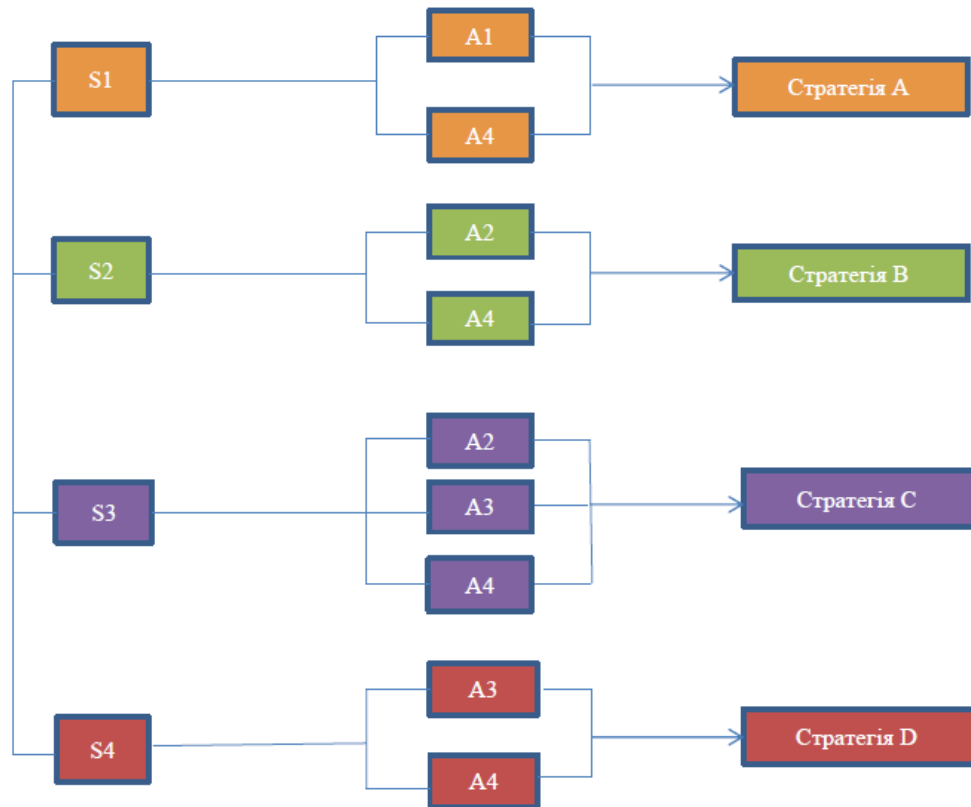 S1
A1
A4
Стратегія A
S2
A2
A4
Стратегія B
S3
A2
A3
A4
Стратегія C
S4
A3
A4
Стратегія D